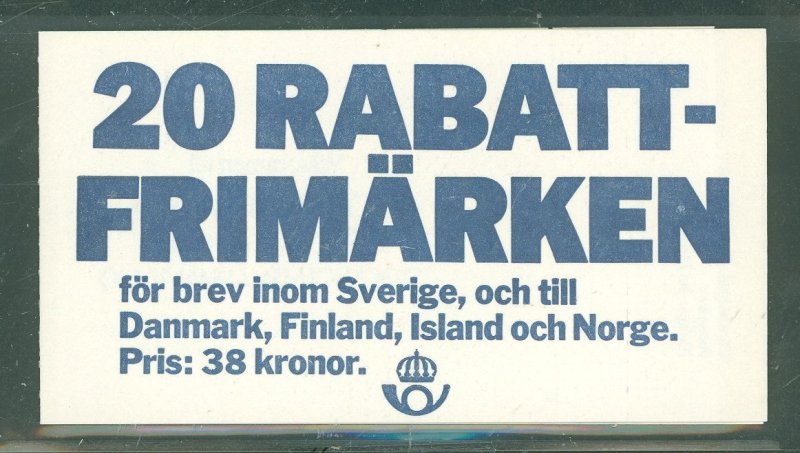 20 RABATT-
FRIMÄRKEN
för brev inom Sverige, och till
Danmark, Finland, Island och Norge.
Pris: 38 kronor.